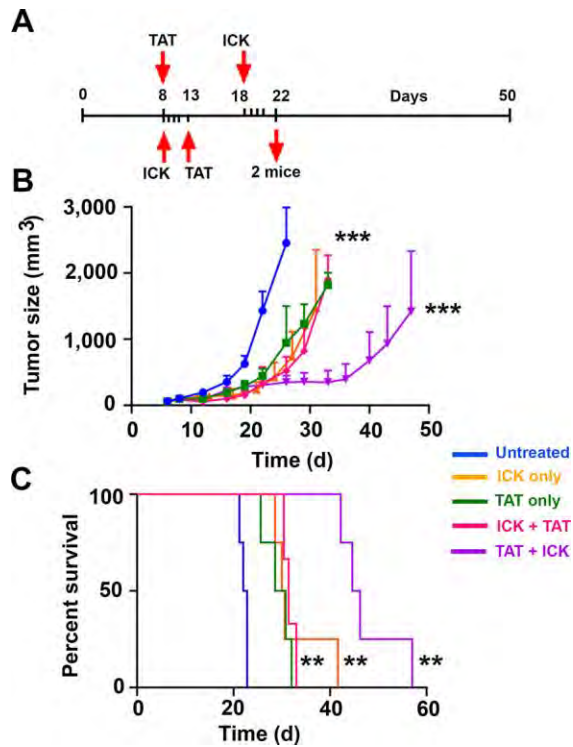 A
TAT ICK
0 8 13 18 22 Days 50
ICK TAT 2 mice
B
3,000
2,000
1,000
0
Tumor size (mm3)
***
***
0 10 20 30 40 50
Time (d)
Untreated
ICK only
TAT only
ICK + TAT
TAT + ICK
C
100
50
0
Percent survival
** ** **
0 20 40 60
Time (d)